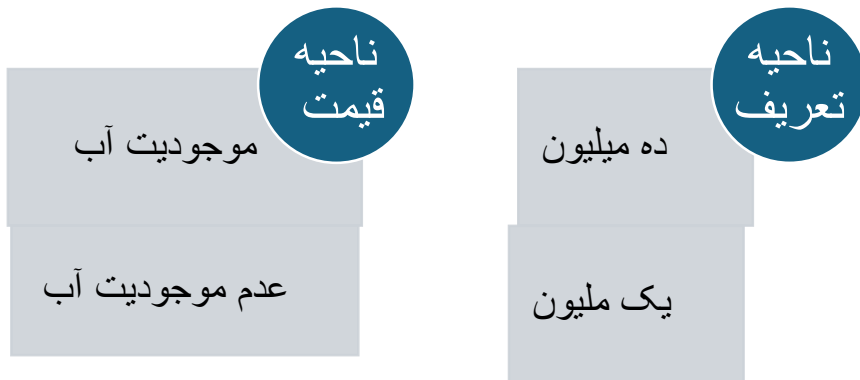 ناحیه
تعریف
ده میلیون
یک ملیون
ناحیه
قیمت
موجودیت آب
عدم موجودیت آب